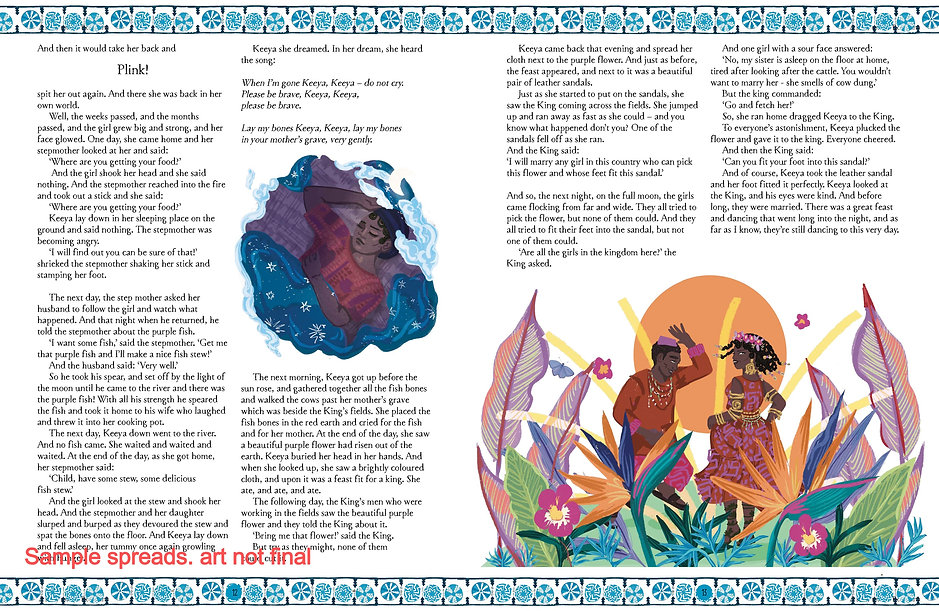 And then it would take her back and
Plink!
spit her out again. And there she was back in her
own world.
Well, the weeks passed, and the months
passed, and the girl grew big and strong, and her
face glowed. One day, she came home and her
stepmother looked at her and said:
‘Where are you getting your food?’
And the girl shook her head and she said
nothing. And the stepmother reached into the fire
and took out a stick and she said:
‘Where are you getting your food?’
Keeya lay down in her sleeping place on the
ground and said nothing. The stepmother was
becoming angry.
‘I will find out you can be sure of that!’
shrieked the stepmother shaking her stick and
stamping her foot.
The next day, the step mother asked her
husband to follow the girl and watch what
happened. And that night when he returned, he
told the stepmother about the purple fish.
‘I want some fish,’ said the stepmother. ‘Get me
that purple fish and I’ll make a nice fish stew!’
And the husband said: ‘Very well.’
So he took his spear, and set off by the light of
the moon until he came to the river and there was
the purple fish! With all his strength he speared
the fish and took it home to his wife who laughed
and threw it into her cooking pot.
The next day, Keeya down went to the river.
And no fish came. She waited and waited and
waited. At the end of the day, as she got home,
her stepmother said:
‘Child, have some stew, some delicious
fish stew.’
And the girl looked at the stew and shook her
head. And the stepmother and her daughter
slurped and burped as they devoured the stew and
spat the bones onto the floor. And Keeya lay down
and fell asleep, her tummy once again growling
Keeya she dreamed. In her dream, she heard
the song:
When I’m gone Keeya, Keeya – do not cry.
Please be brave, Keeya, Keeya,
please be brave.
Lay my bones Keeya, Keeya, lay my bones
in your mother’s grave, very gently.
The next morning, Keeya got up before the
sun rose, and gathered together all the fish bones
and walked the cows past her mother’s grave
which was beside the King’s fields. She placed the
fish bones in the red earth and cried for the fish
and for her mother. At the end of the day, she saw
a beautiful purple flower had risen out of the
earth. Keeya buried her head in her hands. And
when she looked up, she saw a brightly coloured
cloth, and upon it was a feast fit for a king. She
ate, and ate, and ate.
The following day, the King’s men who were
working in the fields saw the beautiful purple
flower and they told the King about it.
‘Bring me that flower!’ said the King.
But try as they might, none of them
Sample spreads. art not final
12
Keeya came back that evening and spread her
cloth next to the purple flower. And just as before,
the feast appeared, and next to it was a beautiful
pair of leather sandals.
Just as she started to put on the sandals, she
saw the King coming across the fields. She jumped
up and ran away as fast as she could – and you
know what happened don’t you? One of the
sandals fell off as she ran.
And the King said:
‘I will marry any girl in this country who can pick
this flower and whose feet fit this sandal.’
And so, the next night, on the full moon, the girls
came flocking from far and wide. They all tried to
pick the flower, but none of them could. And they
all tried to fit their feet into the sandal, but not
one of them could.
‘Are all the girls in the kingdom here?’ the
King asked.
And one girl with a sour face answered:
‘No, my sister is asleep on the floor at home,
tired after looking after the cattle. You wouldn’t
want to marry her - she smells of cow dung.’
But the king commanded:
‘Go and fetch her!’
So, she ran home dragged Keeya to the King.
To everyone’s astonishment, Keeya plucked the
flower and gave it to the king. Everyone cheered.
And then the King said:
‘Can you fit your foot into this sandal?’
And of course, Keeya took the leather sandal
and her foot fitted it perfectly. Keeya looked at
the King, and his eyes were kind. And before
long, they were married. There was a great feast
and dancing that went long into the night, and as
far as I know, they’re still dancing to this very day.
13